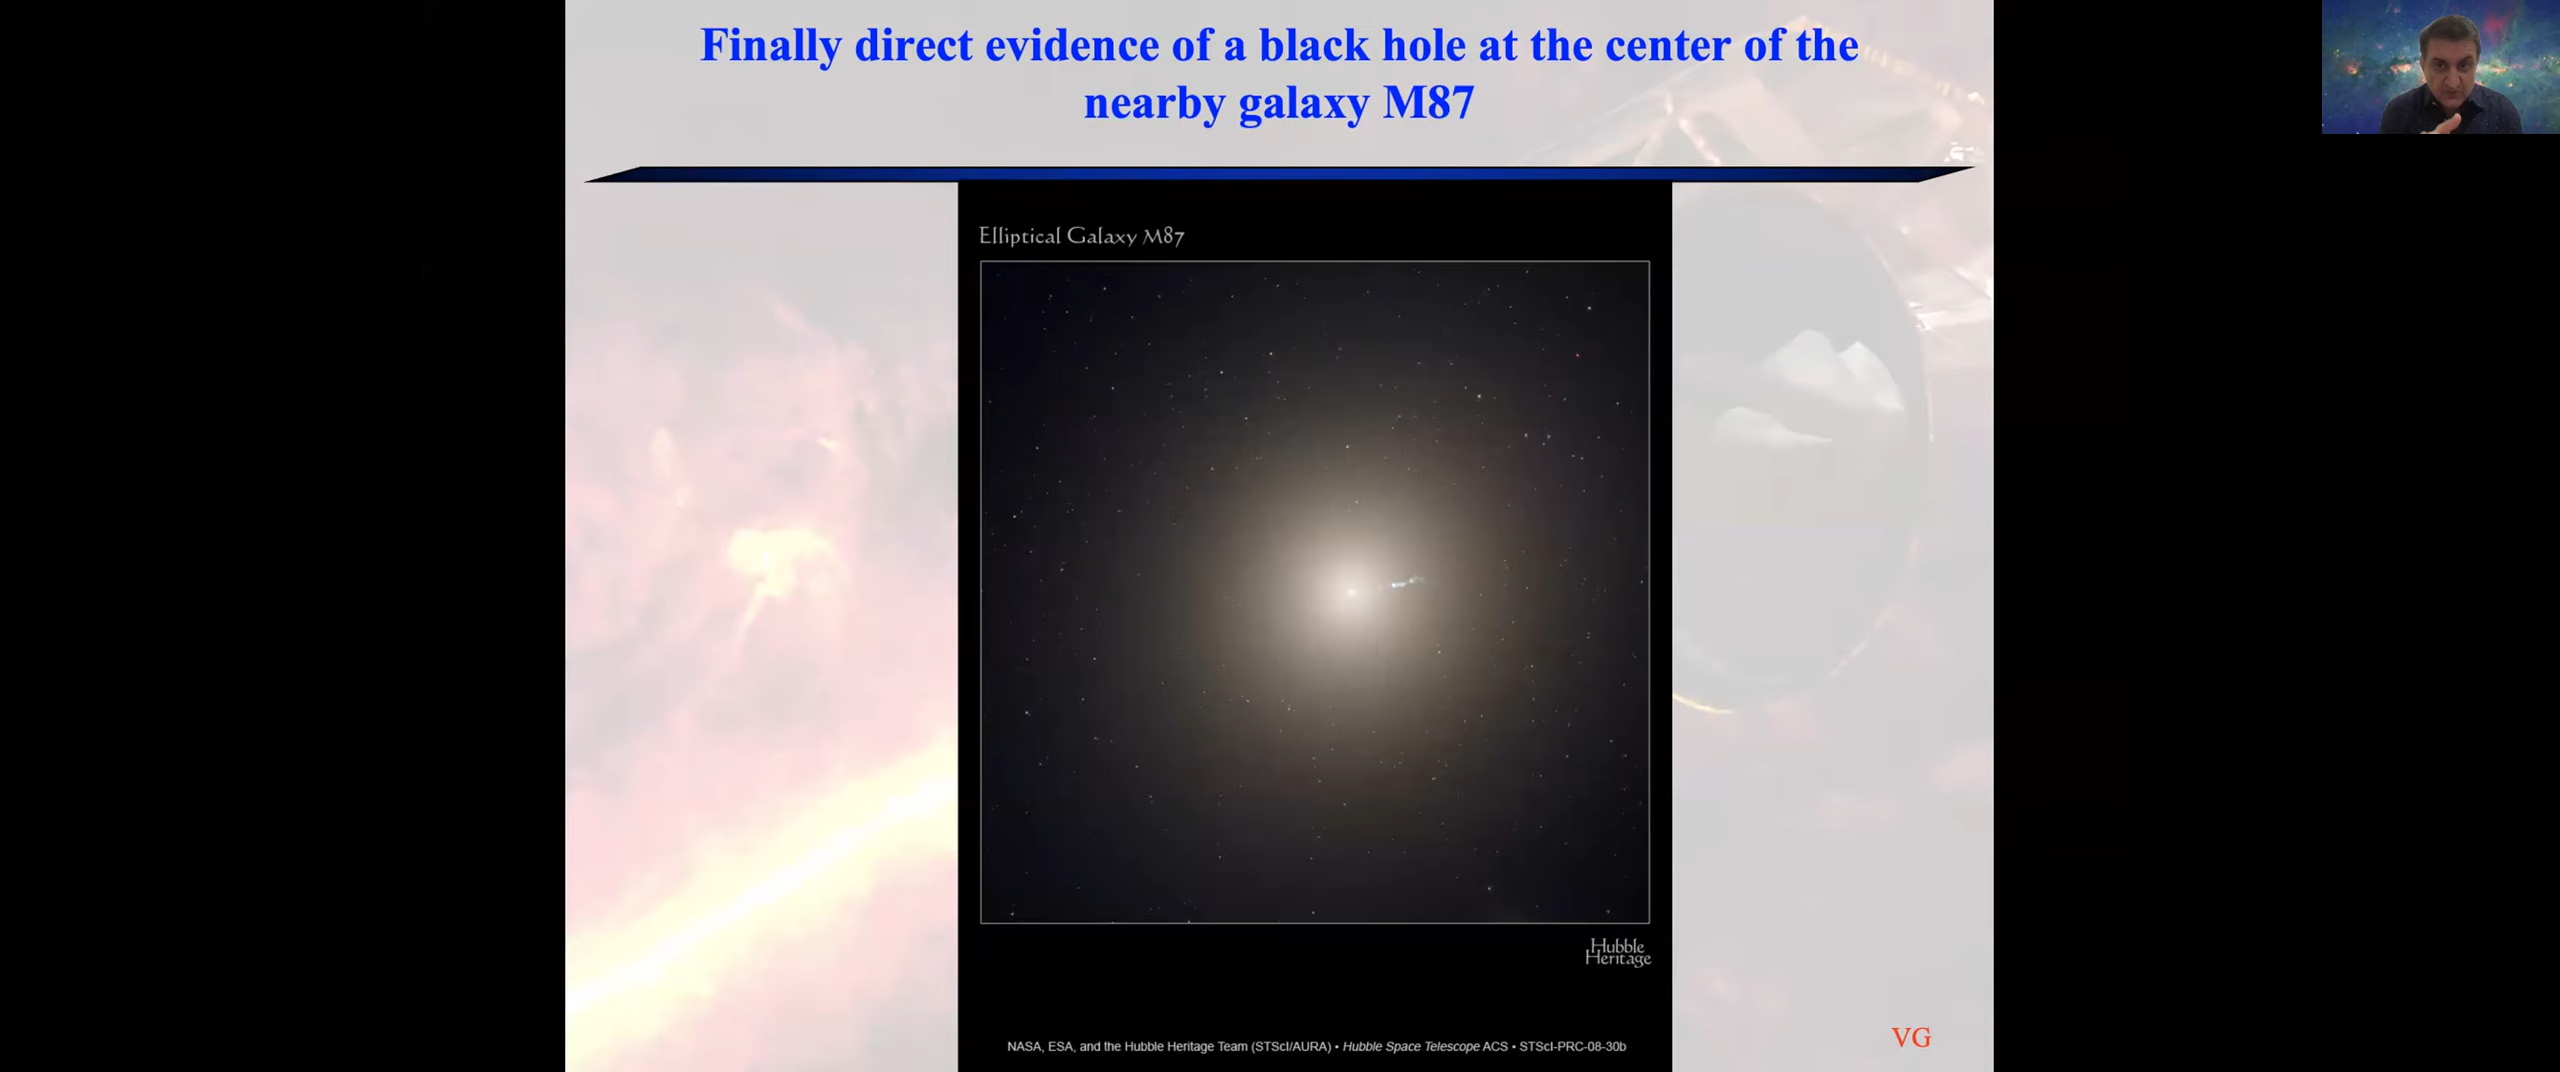 Finally direct evidence of a black hole at the center of the
nearby galaxy M87
Elliptical Galaxy M87
Hubble
Heritage
NASA, ESA, and the Hubble Heritage Team (STScI/AURA) • Hubble Space Telescope ACS • STScI-PRC-08-30b
VG